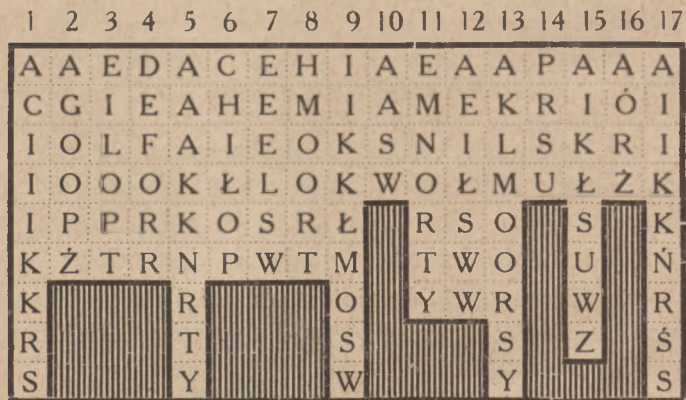 1 2 3 4 5 6 7 8 9 10 11 12 13 14 15 16 17
A A E D A C E H I A E A A P A A A
C G I E A H E M I A M E K R I Ó I
I O L F A I E O K S N I L S K R I
I O O O K Ł L O K W O Ł M U Ł Ż K
I P P R K O S R Ł R S O S K
K Ź T R N P W T M T W O U Ń
K R O Y W R W R
R T S S Z Ś
S Y W Y S